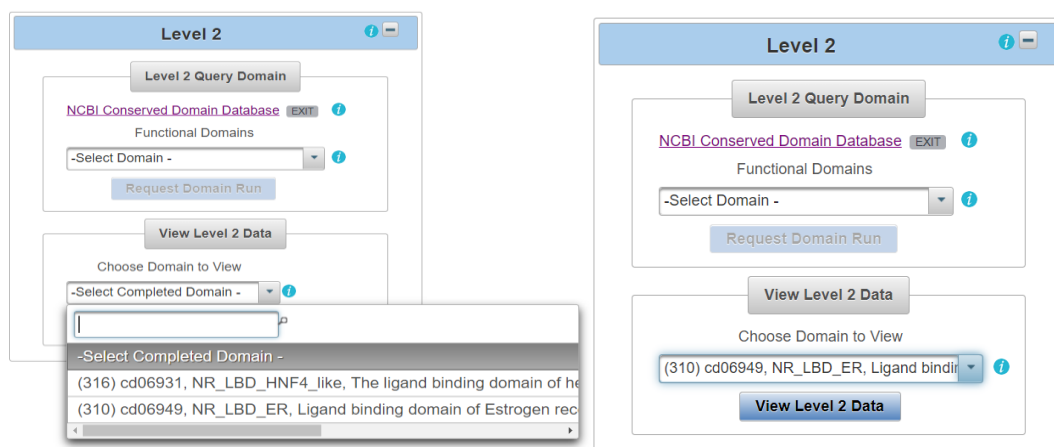 Level 2
Level 2 Query Domain
NCBI Conserved Domain Database EXIT
Functional Domains
-Select Domain -
Request Domain Run
View Level 2 Data
Choose Domain to View
-Select Completed Domain -
-Select Completed Domain -
(316) cd06931, NR_LBD_HNF4_like, The ligand binding domain of he
(310) cd06949, NR_LBD_ER, Ligand binding domain of Estrogen rec
Level 2
Level 2 Query Domain
NCBI Conserved Domain Database EXIT
Functional Domains
-Select Domain -
Request Domain Run
View Level 2 Data
Choose Domain to View
(310) cd06949, NR_LBD_ER, Ligand bindin
View Level 2 Data